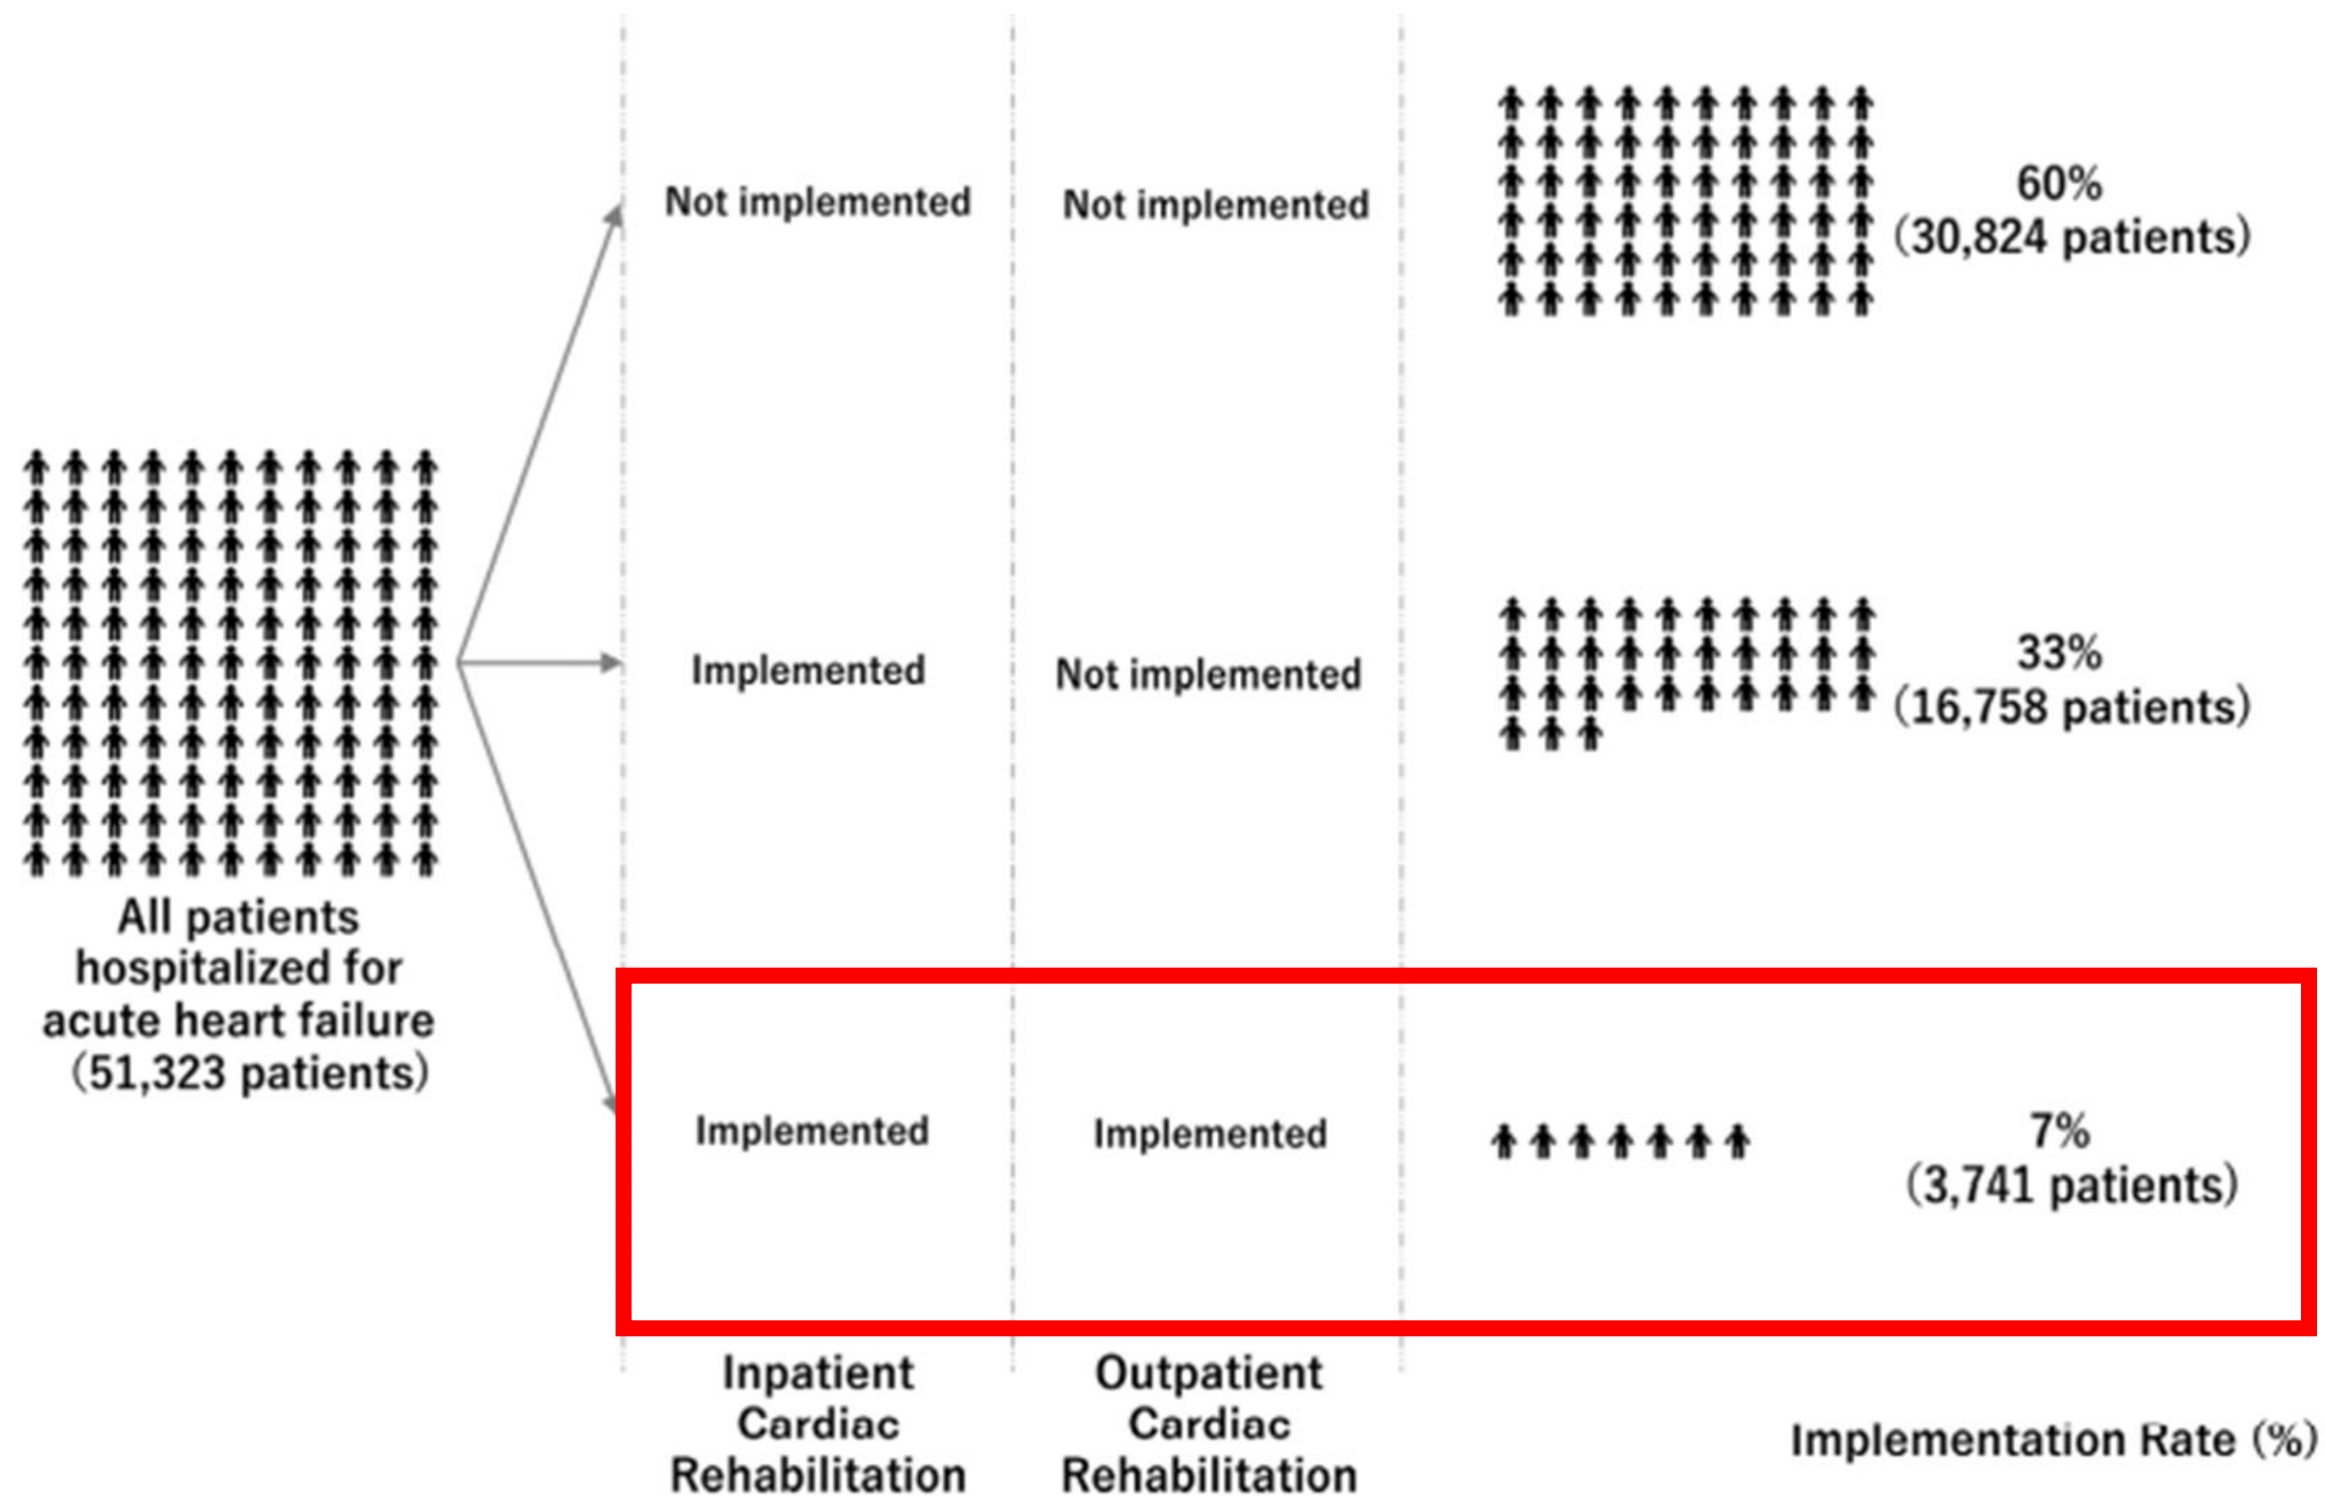 Not implemented
Not implemented
60%
(30,824 patients)
Implemented
Not implemented
33%
(16,758 patients)
All patients
hospitalized for
acute heart failure
(51,323 patients)
Implemented
Implemented
7%
(3,741 patients)
Inpatient
Cardiac
Rehabilitation
Outpatient
Cardiac
Rehabilitation
Implementation Rate (%)